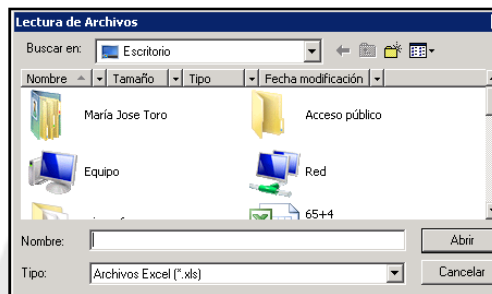 Lectura de Archivos
Buscar en: Escritorio
Nombre Tamaño Tipo Fecha modificación
María Jose Toro Acceso público
Equipo Red
65+4
Nombre: Abrir
Tipo: Archivos Excel (*.xls) Cancelar